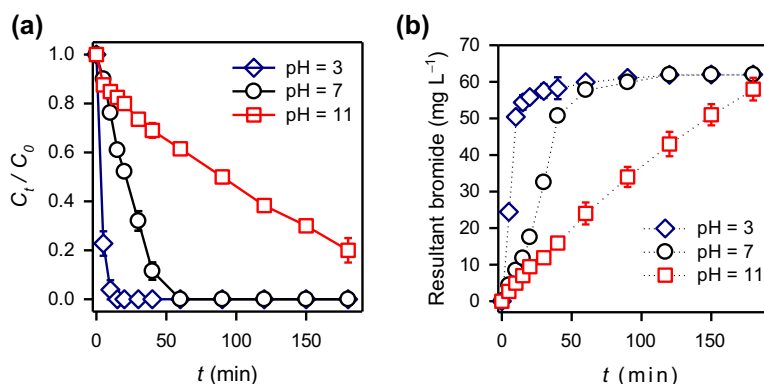 (a)
1.0
0.8
0.6
0.4
0.2
0.0
C_t / C_0
pH = 3
pH = 7
pH = 11
0 50 100 150
t (min)
(b)
70
60
50
40
30
20
10
0
Resultant bromide (mg L⁻¹)
pH = 3
pH = 7
pH = 11
0 50 100 150
t (min)